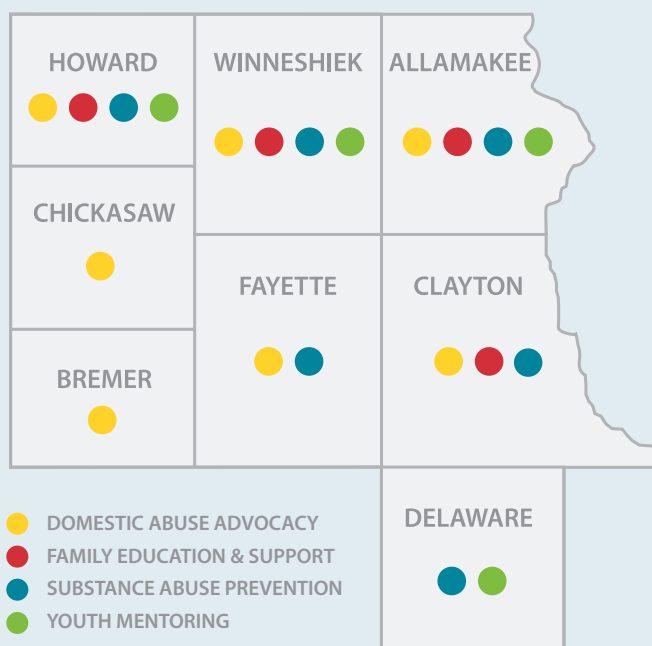 HOWARD
WINNESHIEK
ALLAMAKEE
CHICKASAW
FAYETTE
CLAYTON
BREMER
DELAWARE
DOMESTIC ABUSE ADVOCACY
FAMILY EDUCATION & SUPPORT
SUBSTANCE ABUSE PREVENTION
YOUTH MENTORING